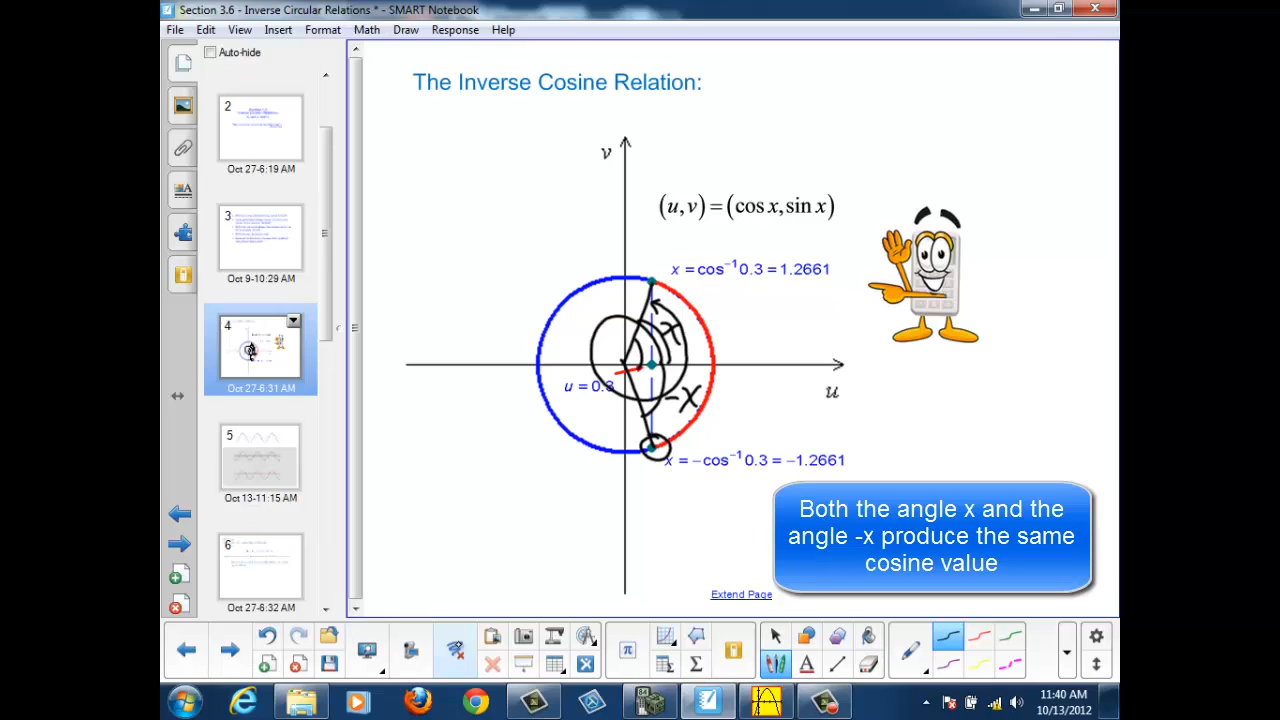 Section 3.6 - Inverse Circular Relations * - SMART Notebook
File Edit View Insert Format Math Draw Response Help
Auto-hide
2
Oct 27-6:19 AM
3
Oct 9-10:29 AM
4
Oct 27-6:31 AM
5
Oct 13-11:15 AM
6
Oct 27-6:32 AM
The Inverse Cosine Relation:
v
(u,v) = (cos x, sin x)
x = cos⁻¹0.3 = 1.2661
x
u = 0.3
u
-x
x = −cos⁻¹0.3 = −1.2661
Both the angle x and the
angle -x produce the same
cosine value
Extend Page
11:40 AM
10/13/2012